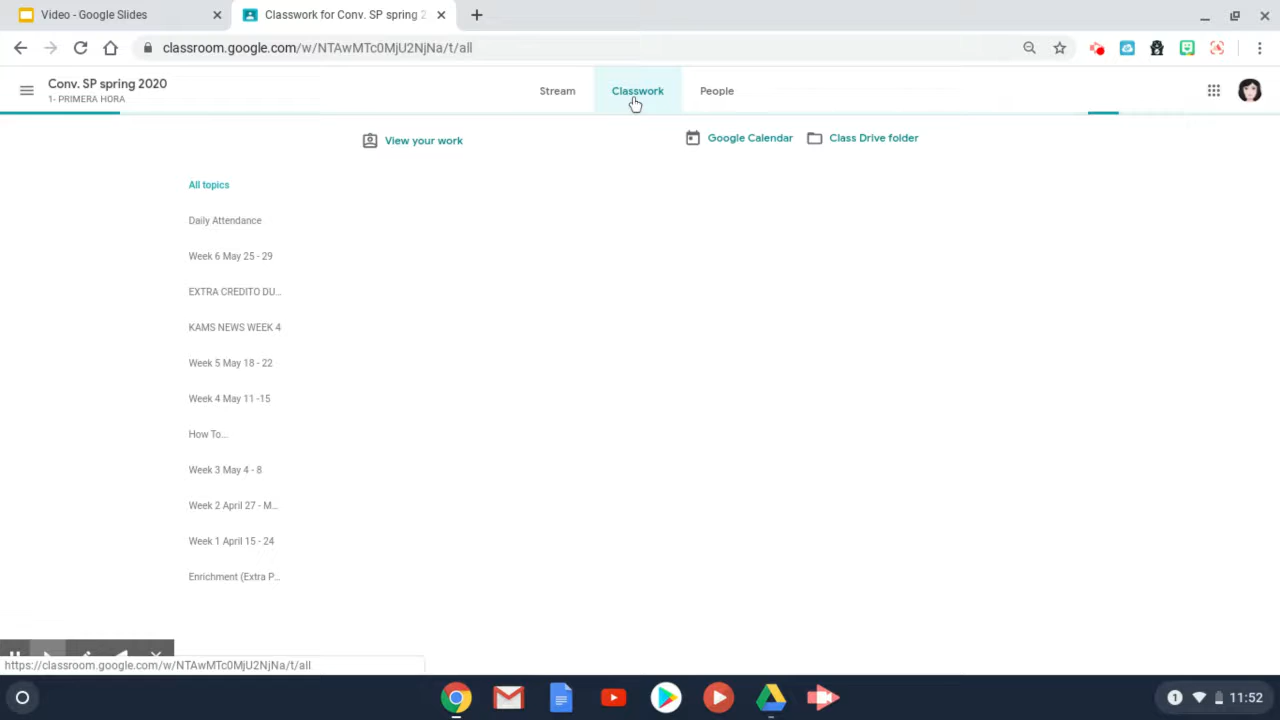 Video - Google Slides
Classwork for Conv. SP spring 2
classroom.google.com/w/NTAwMTc0MjU2NjNa/t/all
Conv. SP spring 2020
1- PRIMERA HORA
Stream
Classwork
People
View your work
Google Calendar
Class Drive folder
All topics
Daily Attendance
Week 6 May 25 - 29
EXTRA CREDITO DU...
KAMS NEWS WEEK 4
Week 5 May 18 - 22
Week 4 May 11 -15
How To...
Week 3 May 4 - 8
Week 2 April 27 - M...
Week 1 April 15 - 24
Enrichment (Extra P...
https://classroom.google.com/w/NTAwMTc0MjU2NjNa/t/all
1
11:52